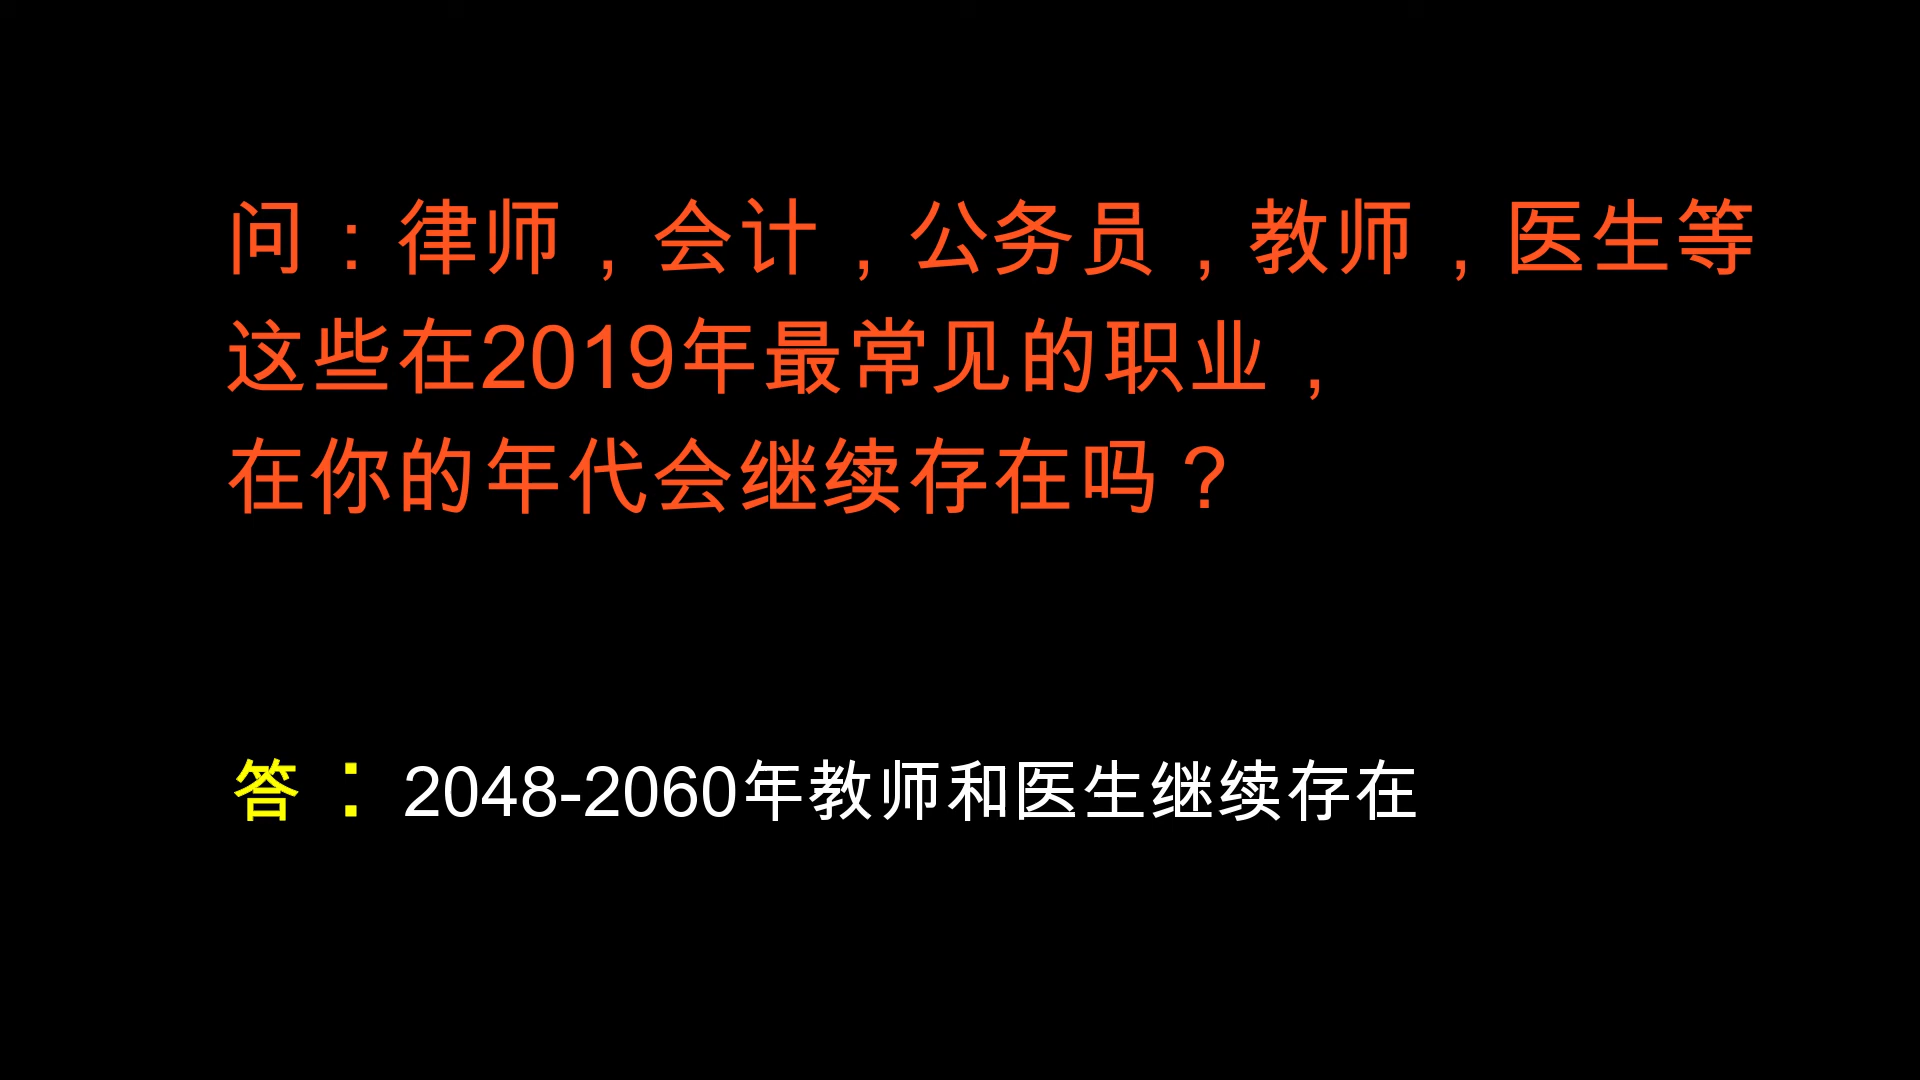 问：律师，会计，公务员，教师，医生等
这些在2019年最常见的职业，
在你的年代会继续存在吗？
答：2048-2060年教师和医生继续存在